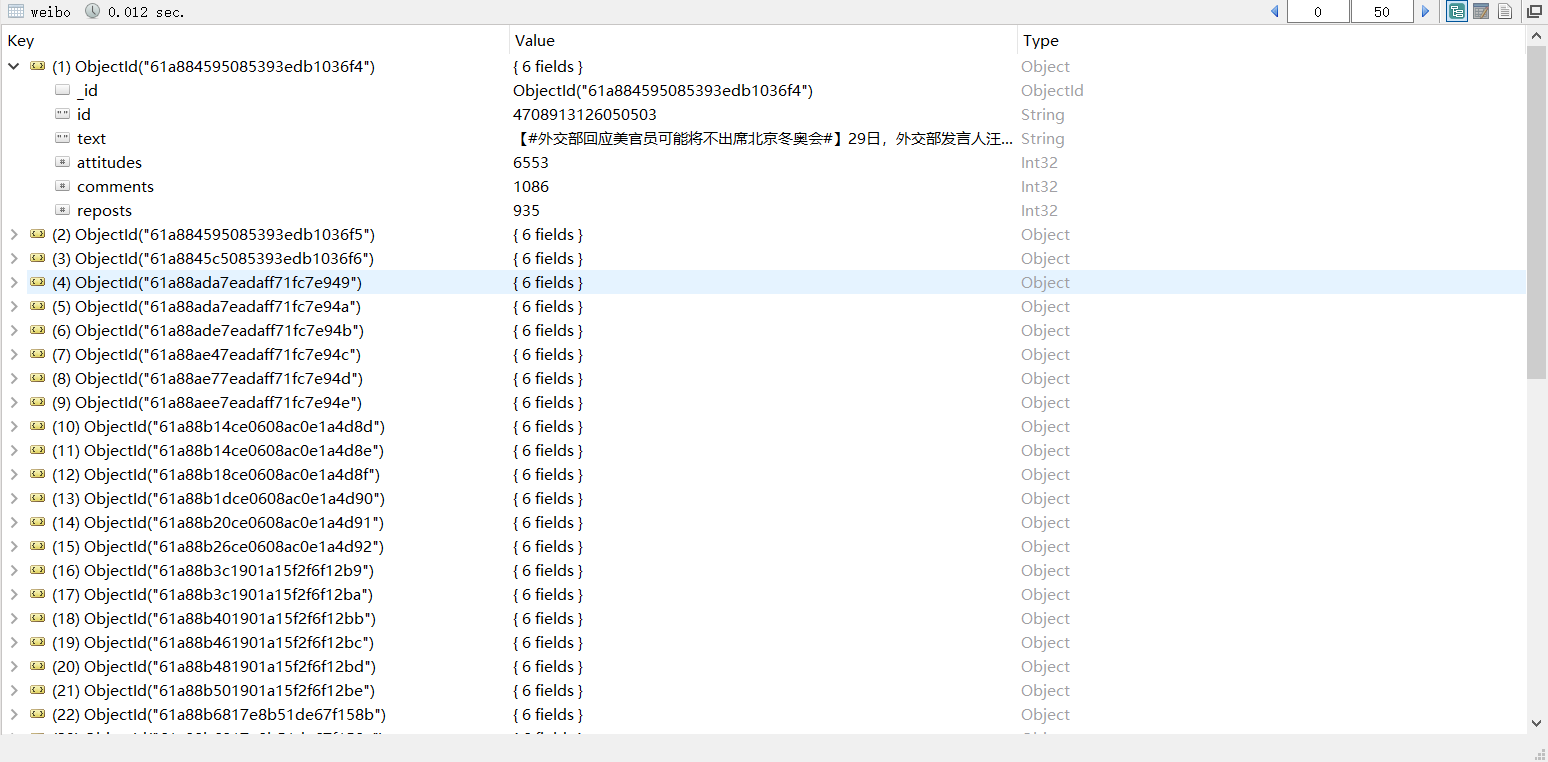 weibo 0.012 sec. 0 50
Key Value Type
(1) ObjectId("61a884595085393edb1036f4") { 6 fields } Object
_id ObjectId("61a884595085393edb1036f4") ObjectId
id 4708913126050503 String
text 【#外交部回应美官员可能将不出席北京冬奥会#】29日，外交部发言人汪... String
attitudes 6553 Int32
comments 1086 Int32
reposts 935 Int32
(2) ObjectId("61a884595085393edb1036f5") { 6 fields } Object
(3) ObjectId("61a8845c5085393edb1036f6") { 6 fields } Object
(4) ObjectId("61a88ada7eadaff71fc7e949") { 6 fields } Object
(5) ObjectId("61a88ada7eadaff71fc7e94a") { 6 fields } Object
(6) ObjectId("61a88ade7eadaff71fc7e94b") { 6 fields } Object
(7) ObjectId("61a88ae47eadaff71fc7e94c") { 6 fields } Object
(8) ObjectId("61a88ae77eadaff71fc7e94d") { 6 fields } Object
(9) ObjectId("61a88aee7eadaff71fc7e94e") { 6 fields } Object
(10) ObjectId("61a88b14ce0608ac0e1a4d8d") { 6 fields } Object
(11) ObjectId("61a88b14ce0608ac0e1a4d8e") { 6 fields } Object
(12) ObjectId("61a88b18ce0608ac0e1a4d8f") { 6 fields } Object
(13) ObjectId("61a88b1dce0608ac0e1a4d90") { 6 fields } Object
(14) ObjectId("61a88b20ce0608ac0e1a4d91") { 6 fields } Object
(15) ObjectId("61a88b26ce0608ac0e1a4d92") { 6 fields } Object
(16) ObjectId("61a88b3c1901a15f2f6f12b9") { 6 fields } Object
(17) ObjectId("61a88b3c1901a15f2f6f12ba") { 6 fields } Object
(18) ObjectId("61a88b401901a15f2f6f12bb") { 6 fields } Object
(19) ObjectId("61a88b461901a15f2f6f12bc") { 6 fields } Object
(20) ObjectId("61a88b481901a15f2f6f12bd") { 6 fields } Object
(21) ObjectId("61a88b501901a15f2f6f12be") { 6 fields } Object
(22) ObjectId("61a88b6817e8b51de67f158b") { 6 fields } Object